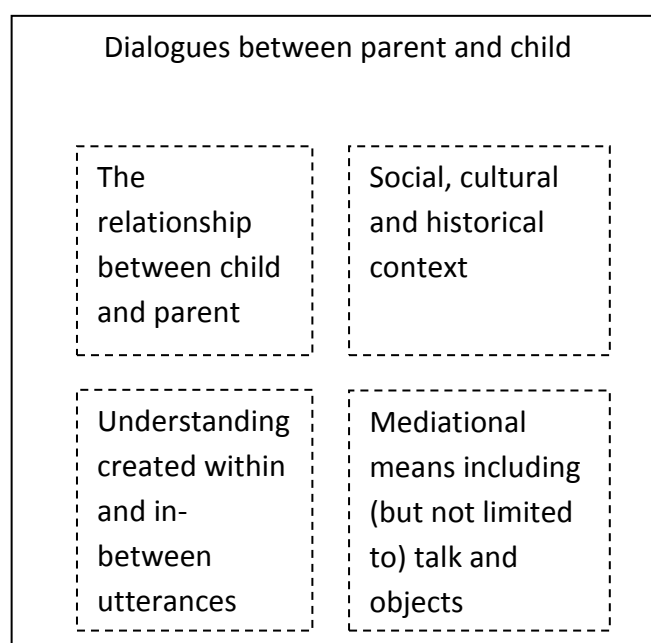 Dialogues between parent and child
The
relationship
between child
and parent
Social, cultural
and historical
context
Understanding
created within
and in-
between
utterances
Mediational
means including
(but not limited
to) talk and
objects